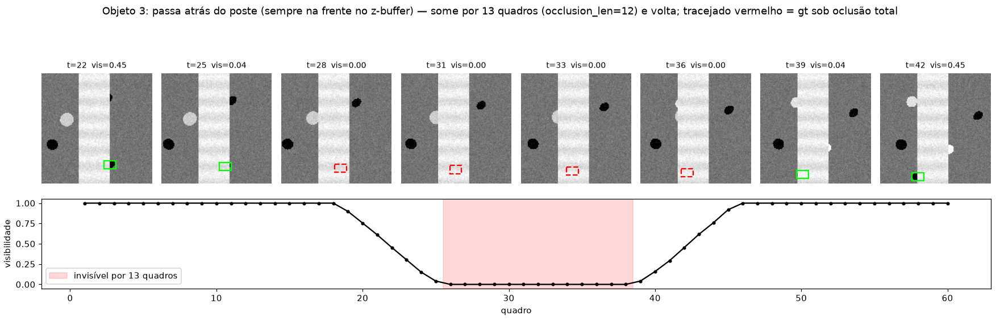 Objeto 3: passa atrás do poste (sempre na frente no z-buffer) — some por 13 quadros (occlusion_len=12) e volta; tracejado vermelho = gt sob oclusão total
t=22 vis=0.45
t=25 vis=0.04
t=28 vis=0.00
t=31 vis=0.00
t=33 vis=0.00
t=36 vis=0.00
t=39 vis=0.04
t=42 vis=0.45
1.00
0.75
0.50
0.25
0.00
visibilidade
invisível por 13 quadros
0
10
20
30
40
50
60
quadro